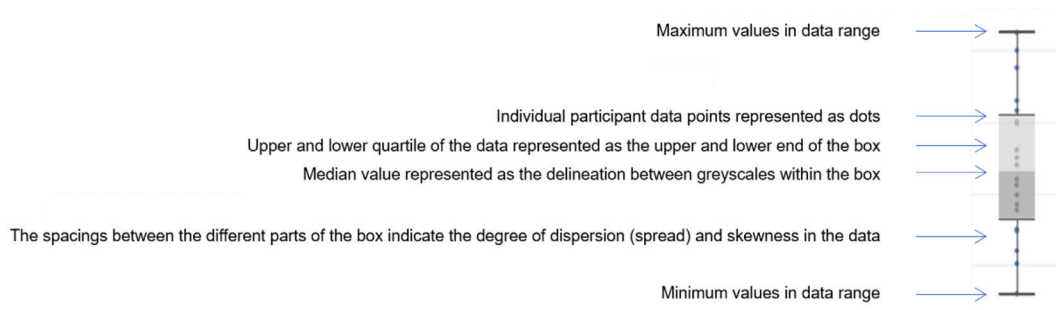 Maximum values in data range
Individual participant data points represented as dots
Upper and lower quartile of the data represented as the upper and lower end of the box
Median value represented as the delineation between greyscales within the box
The spacings between the different parts of the box indicate the degree of dispersion (spread) and skewness in the data
Minimum values in data range